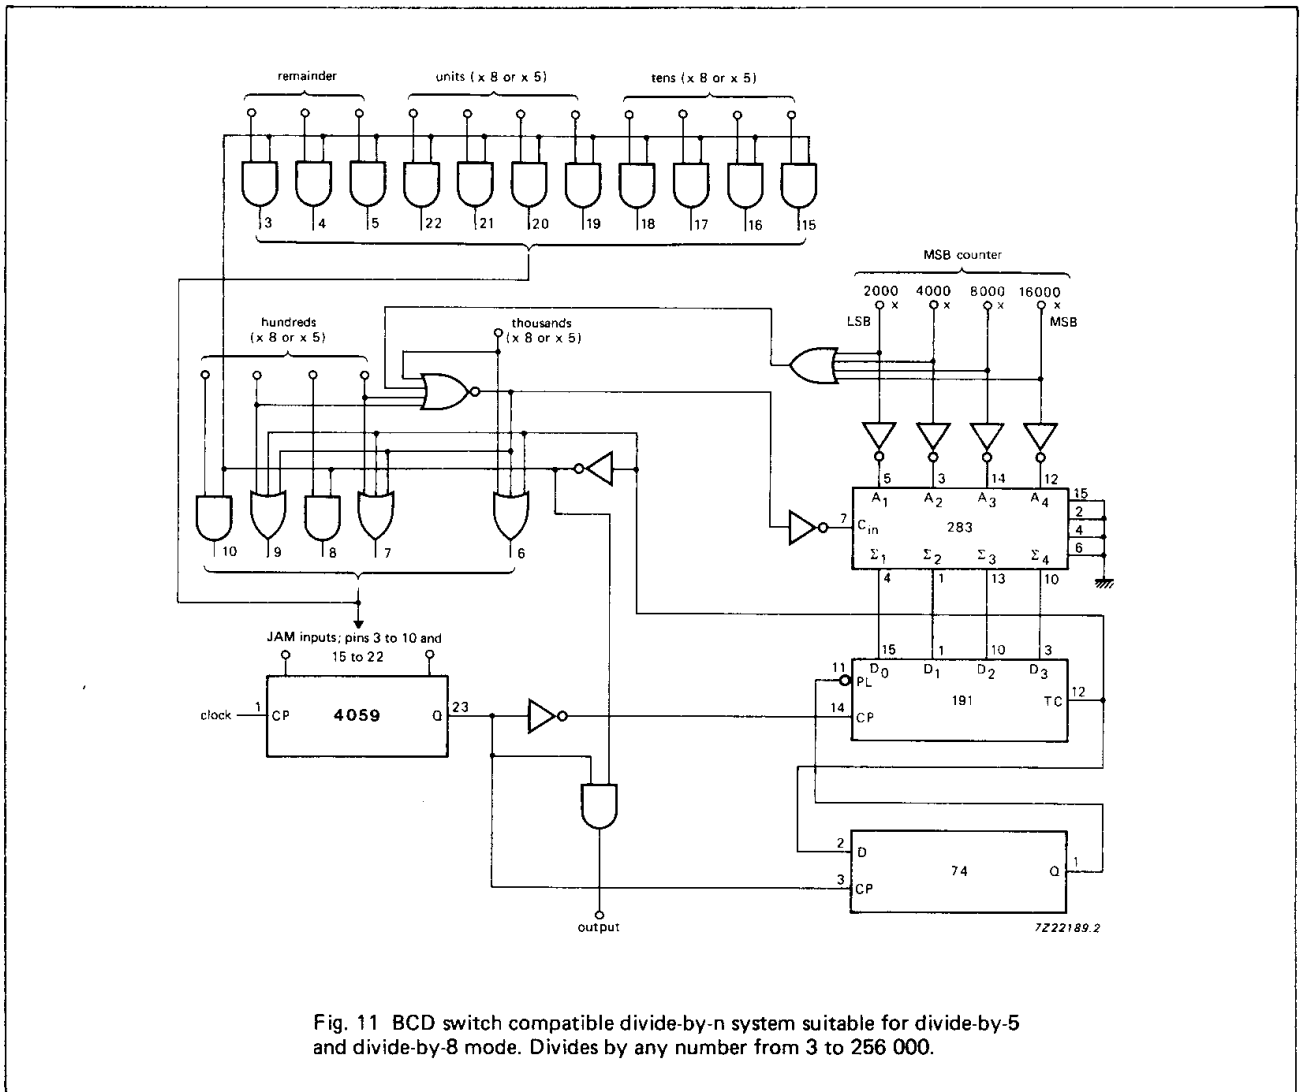 remainder
units (x 8 or x 5)
tens (x 8 or x 5)
3 4 5 22 21 20 19 18 17 16 15
MSB counter
2000 x 4000 x 8000 x 16000 x
LSB MSB
hundreds
(x 8 or x 5)
thousands
(x 8 or x 5)
5 3 14 12
A1 A2 A3 A4
15
2
4
6
7 Cin
283
Σ1 Σ2 Σ3 Σ4
4 1 13 10
10 9 8 7 6
JAM inputs; pins 3 to 10 and
15 to 22
15 1 10 3
D0 D1 D2 D3
11 PL
191
TC 12
14 CP
clock 1 CP
4059
Q 23
2 D
74
Q 1
3 CP
output
7Z22189.2
Fig. 11 BCD switch compatible divide-by-n system suitable for divide-by-5
and divide-by-8 mode. Divides by any number from 3 to 256 000.